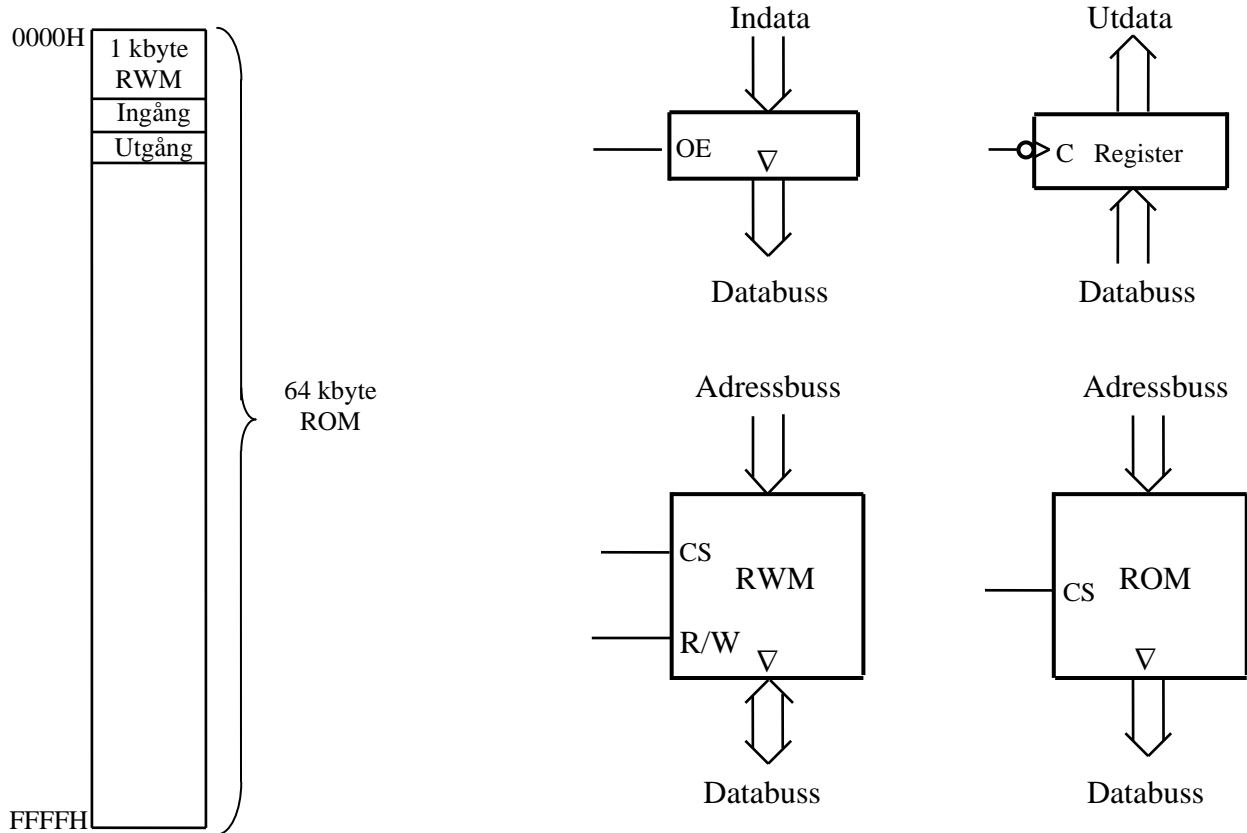 0000H
1 kbyte
RWM
Ingång
Utgång
64 kbyte
ROM
FFFFH
Indata
OE
∇
Databuss
Utdata
C Register
Databuss
Adressbuss
CS
RWM
R/W
∇
Databuss
Adressbuss
ROM
CS
∇
Databuss